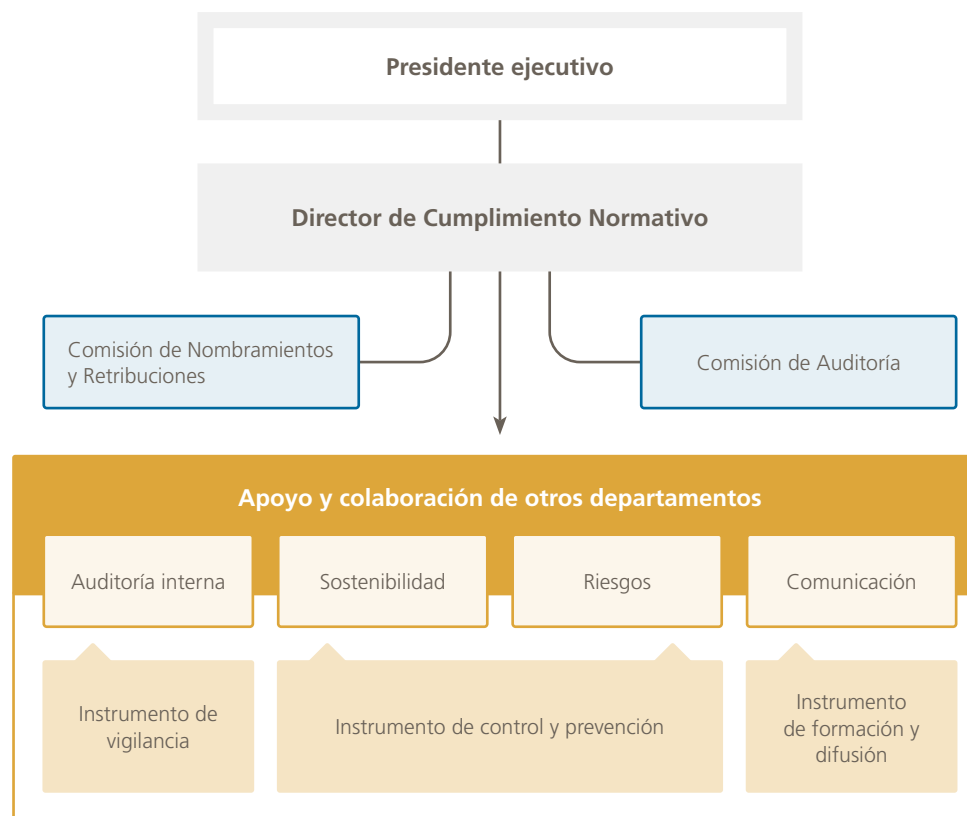 Presidente ejecutivo
Director de Cumplimiento Normativo
Comisión de Nombramientos
y Retribuciones
Comisión de Auditoría
Apoyo y colaboración de otros departamentos
Auditoría interna
Sostenibilidad
Riesgos
Comunicación
Instrumento de
vigilancia
Instrumento de control y prevención
Instrumento
de formación y
difusión